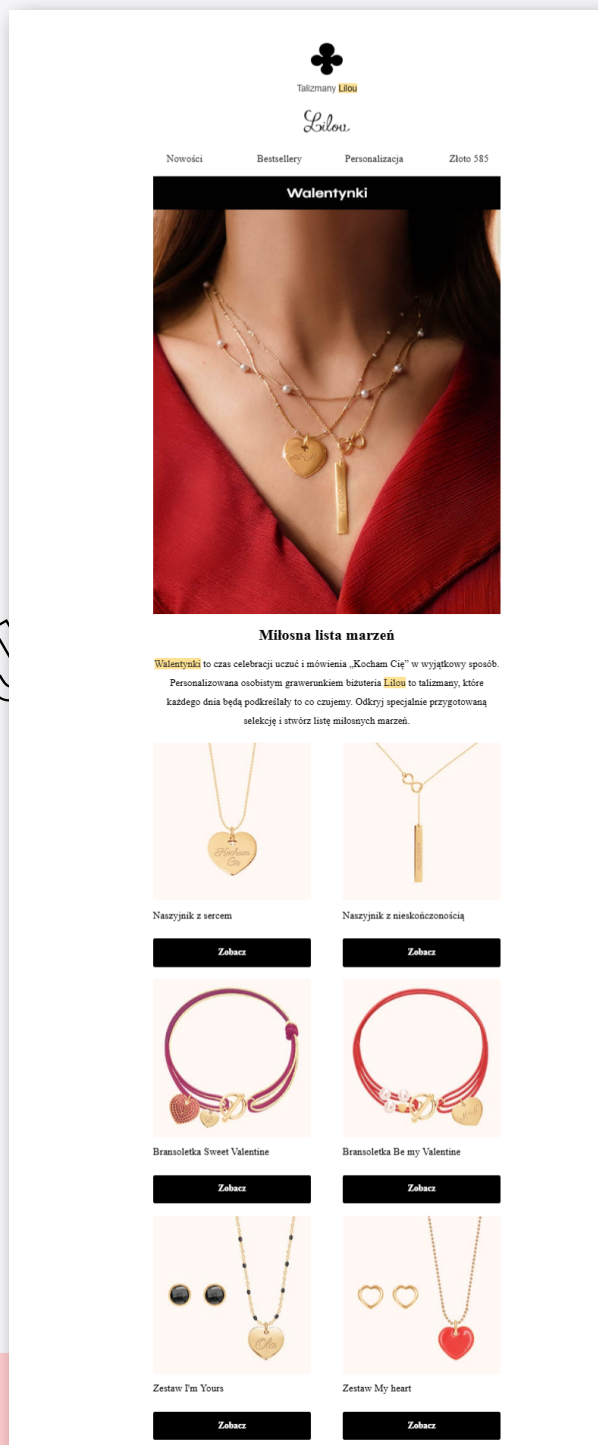 Talizmany Lilou
Lilou
Nowości Bestsellery Personalizacja Złoto 585
Walentynki
Miłosna lista marzeń
Walentynki to czas celebracji uczuć i mówienia „Kocham Cię” w wyjątkowy sposób.
Personalizowana osobistym grawerunkiem biżuteria Lilou to talizmany, które
każdego dnia będą podkreślały to co czujemy. Odkryj specjalnie przygotowaną
selekcję i stwórz listę miłosnych marzeń.
Kocham
Cię
Naszyjnik z sercem Naszyjnik z nieskończonością
Zobacz Zobacz
Bransoletka Sweet Valentine Bransoletka Be my Valentine
Zobacz Zobacz
Ola
Zestaw I'm Yours Zestaw My heart
Zobacz Zobacz